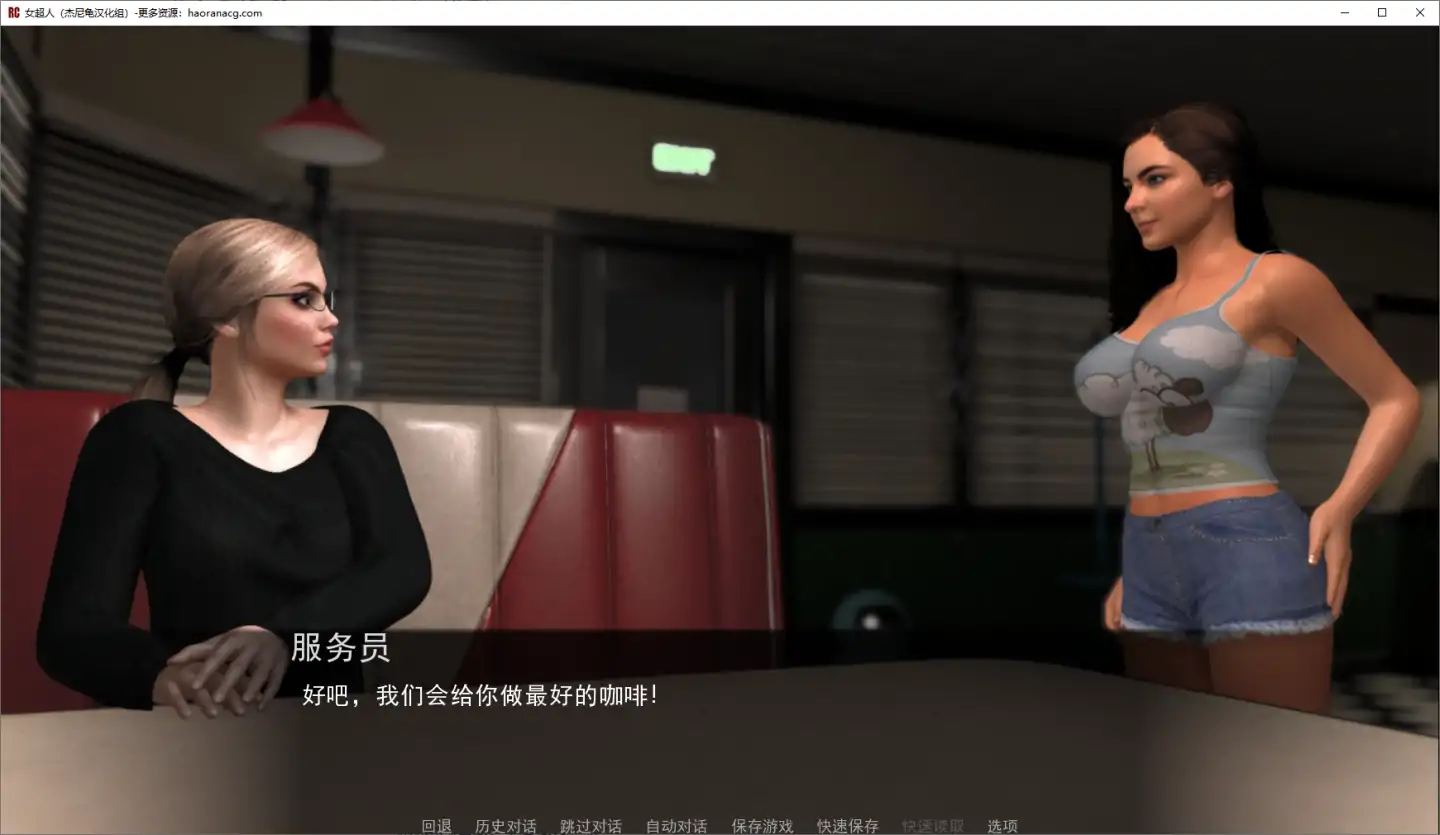 RC 女超人（杰尼龟汉化组）-更多资源：haoranacg.com
服务员
好吧，我们会给你做最好的咖啡！
回退 历史对话 跳过对话 自动对话 保存游戏 快速保存 快速读取 选项